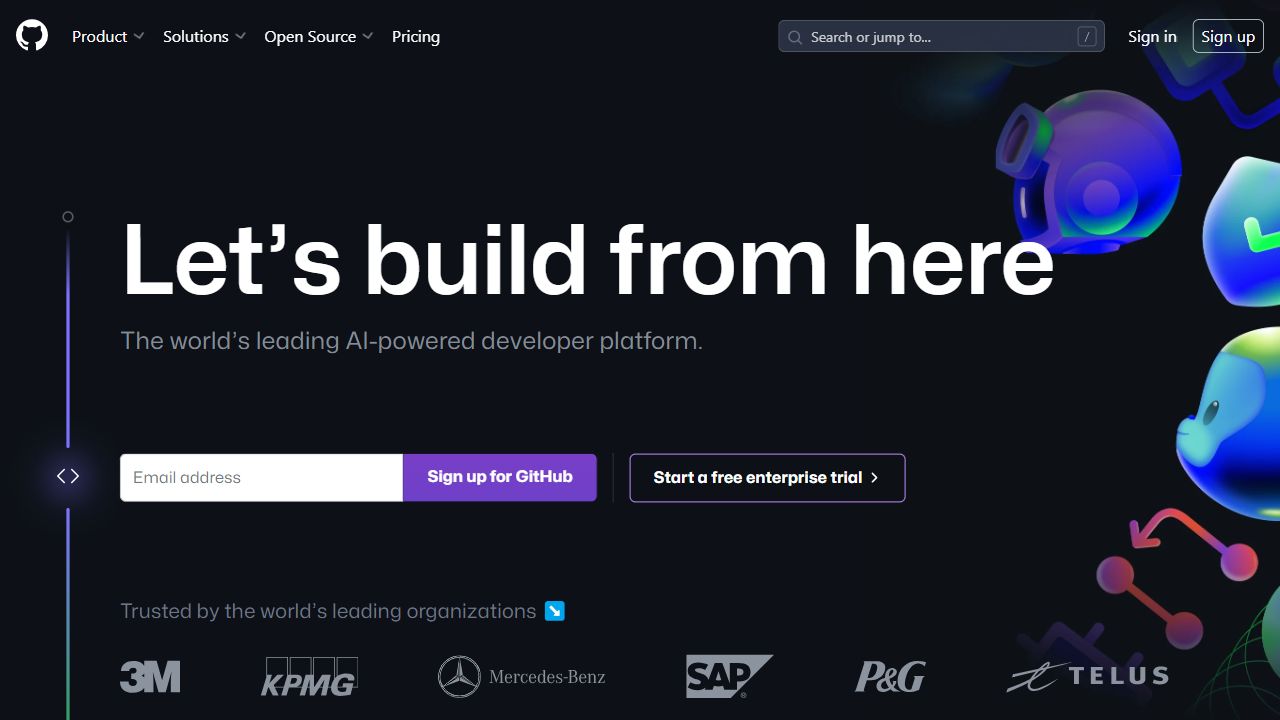 Product Solutions Open Source Pricing Search or jump to... / Sign in Sign up
Let’s build from here
The world’s leading AI-powered developer platform.
Email address Sign up for GitHub Start a free enterprise trial
Trusted by the world’s leading organizations
3M KPMG Mercedes-Benz SAP ® P&G TELUS